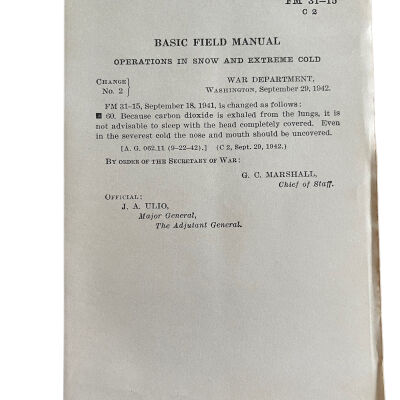 FM 31–15
C 2
BASIC FIELD MANUAL
OPERATIONS IN SNOW AND EXTREME COLD
CHANGE } WAR DEPARTMENT,
No. 2 } WASHINGTON, September 29, 1942.
FM 31–15, September 18, 1941, is changed as follows:
■ 60. Because carbon dioxide is exhaled from the lungs, it is
not advisable to sleep with the head completely covered. Even
in the severest cold the nose and mouth should be uncovered.
[A. G. 062.11 (9–22–42).] (C 2, Sept. 29, 1942.)
BY ORDER OF THE SECRETARY OF WAR:
G. C. MARSHALL,
Chief of Staff.
OFFICIAL:
J. A. ULIO,
Major General,
The Adjutant General.